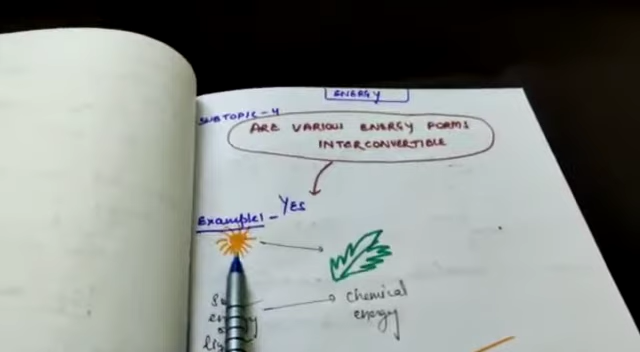 ENERGY
SUBTOPIC-4
ARE VARIOUS ENERGY FORMS
INTERCONVERTIBLE
YES
Example1 -
chemical
energy